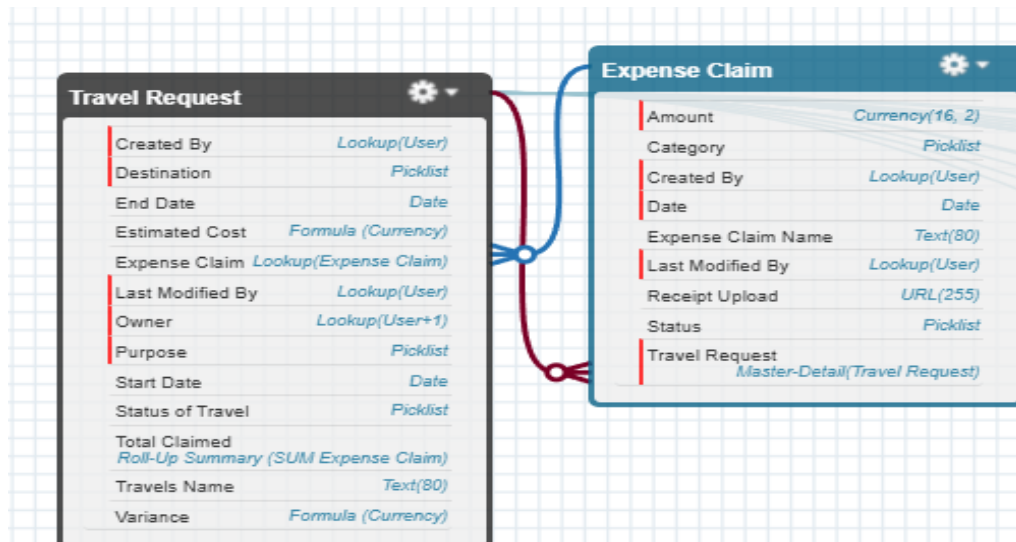 Travel Request
Created By Lookup(User)
Destination Picklist
End Date Date
Estimated Cost Formula (Currency)
Expense Claim Lookup(Expense Claim)
Last Modified By Lookup(User)
Owner Lookup(User+1)
Purpose Picklist
Start Date Date
Status of Travel Picklist
Total Claimed
Roll-Up Summary (SUM Expense Claim)
Travels Name Text(80)
Variance Formula (Currency)
Expense Claim
Amount Currency(16, 2)
Category Picklist
Created By Lookup(User)
Date Date
Expense Claim Name Text(80)
Last Modified By Lookup(User)
Receipt Upload URL(255)
Status Picklist
Travel Request
Master-Detail(Travel Request)